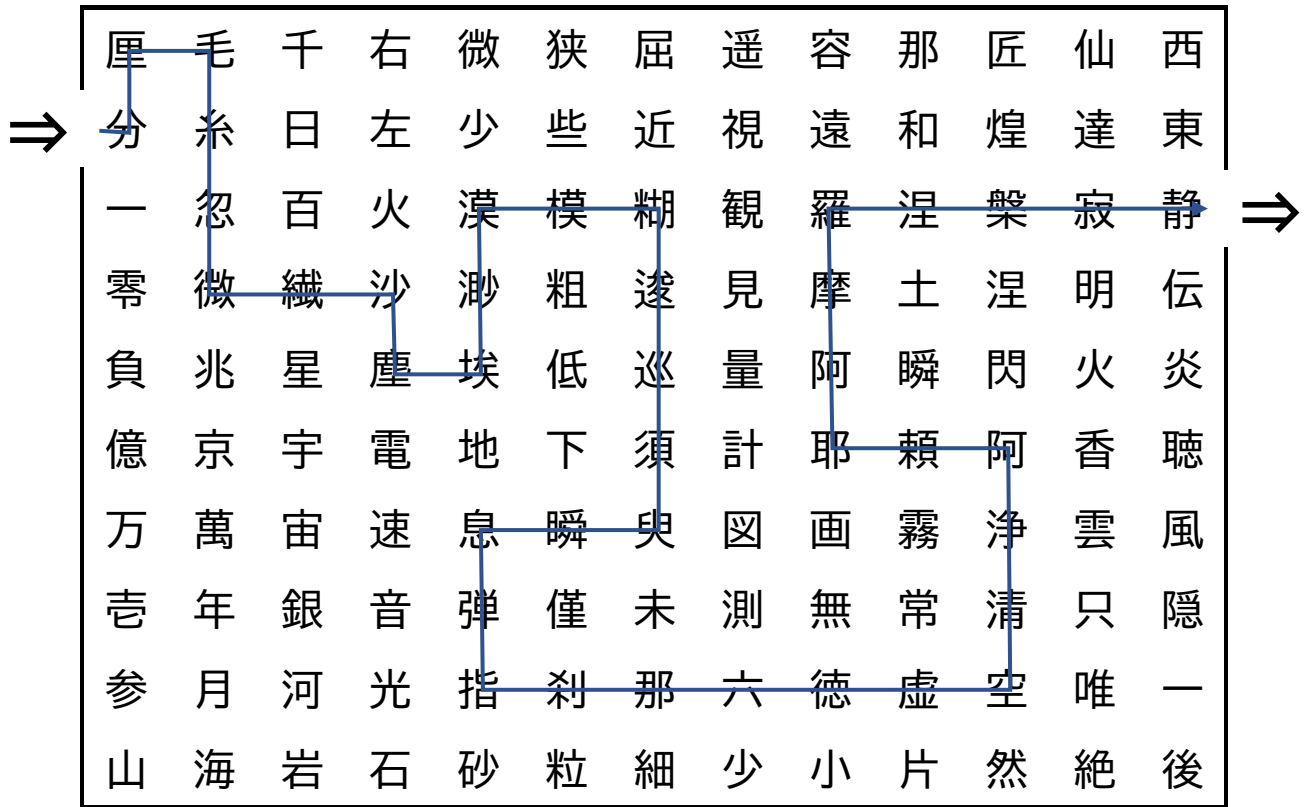 厘毛千右微狭屈遥容那匠仙西
⇒分糸日左少些近視遠和煌達東
一忽百火漠模糊観羅涅槃寂静⇒
零微繊沙渺粗逡見摩土涅明伝
負兆星塵埃低巡量阿瞬閃火炎
億京宇電地下須計耶頼阿香聴
万萬宙速息瞬臾図画霧浄雲風
壱年銀音弾僅未測無常清只隠
参月河光指刹那六徳虚空唯一
山海岩石砂粒細少小片然絶後